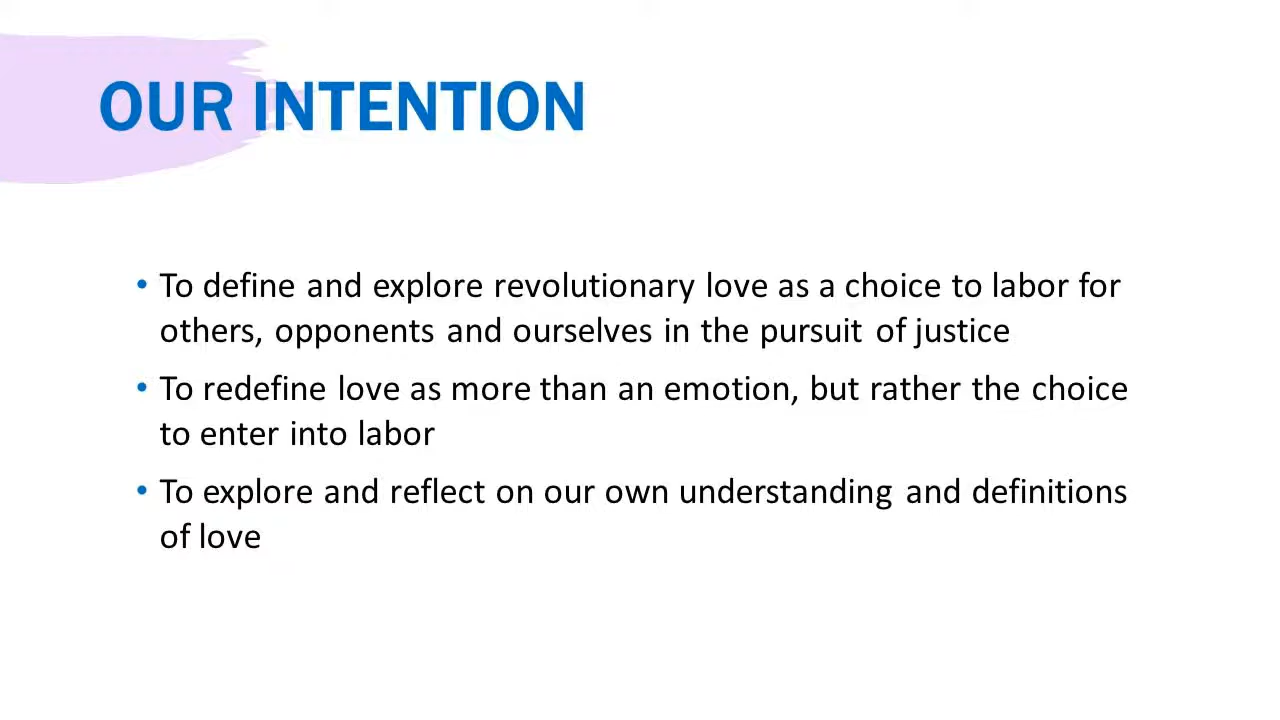 OUR INTENTION
• To define and explore revolutionary love as a choice to labor for
others, opponents and ourselves in the pursuit of justice
• To redefine love as more than an emotion, but rather the choice
to enter into labor
• To explore and reflect on our own understanding and definitions
of love